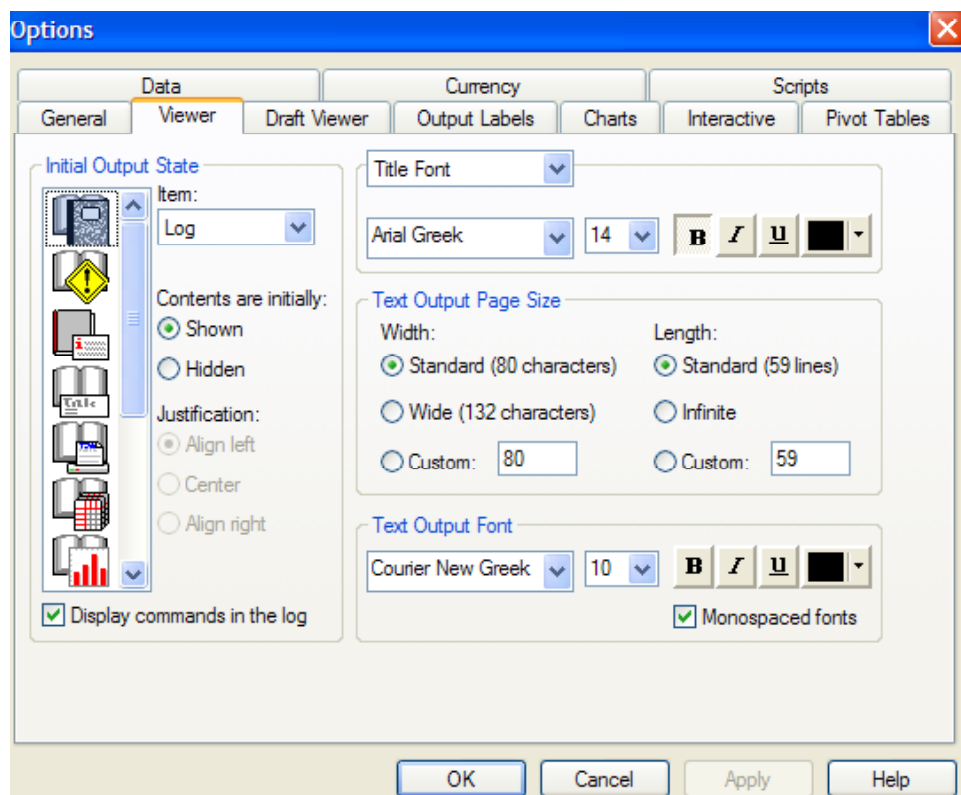 Options
Data Currency Scripts
General Viewer Draft Viewer Output Labels Charts Interactive Pivot Tables
Initial Output State
Item:
Log
Contents are initially:
Shown
Hidden
Justification:
Align left
Center
Align right
Display commands in the log
Title Font
Arial Greek 14 B I U
Text Output Page Size
Width: Length:
Standard (80 characters) Standard (59 lines)
Wide (132 characters) Infinite
Custom: 80 Custom: 59
Text Output Font
Courier New Greek 10 B I U
Monospaced fonts
OK Cancel Apply Help